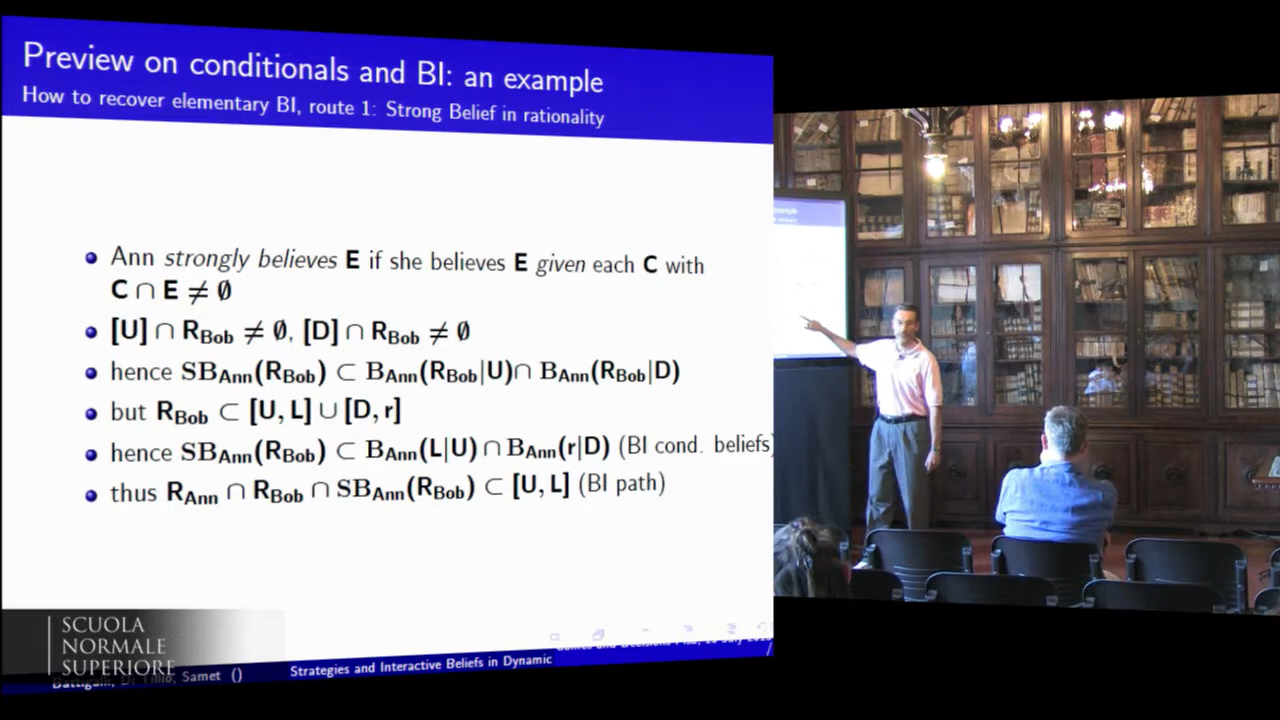 Preview on conditionals and BI: an example
How to recover elementary BI, route 1: Strong Belief in rationality
Ann strongly believes E if she believes E given each C with
C ∩ E ≠ ∅
[U] ∩ R_Bob ≠ ∅, [D] ∩ R_Bob ≠ ∅
hence SB_Ann(R_Bob) ⊂ B_Ann(R_Bob|U)∩ B_Ann(R_Bob|D)
but R_Bob ⊂ [U, L] ∪ [D, r]
hence SB_Ann(R_Bob) ⊂ B_Ann(L|U) ∩ B_Ann(r|D) (BI cond. beliefs)
thus R_Ann ∩ R_Bob ∩ SB_Ann(R_Bob) ⊂ [U, L] (BI path)
SCUOLA
NORMALE
SUPERIORE
Samet ()
Strategies and Interactive Beliefs in Dynamic